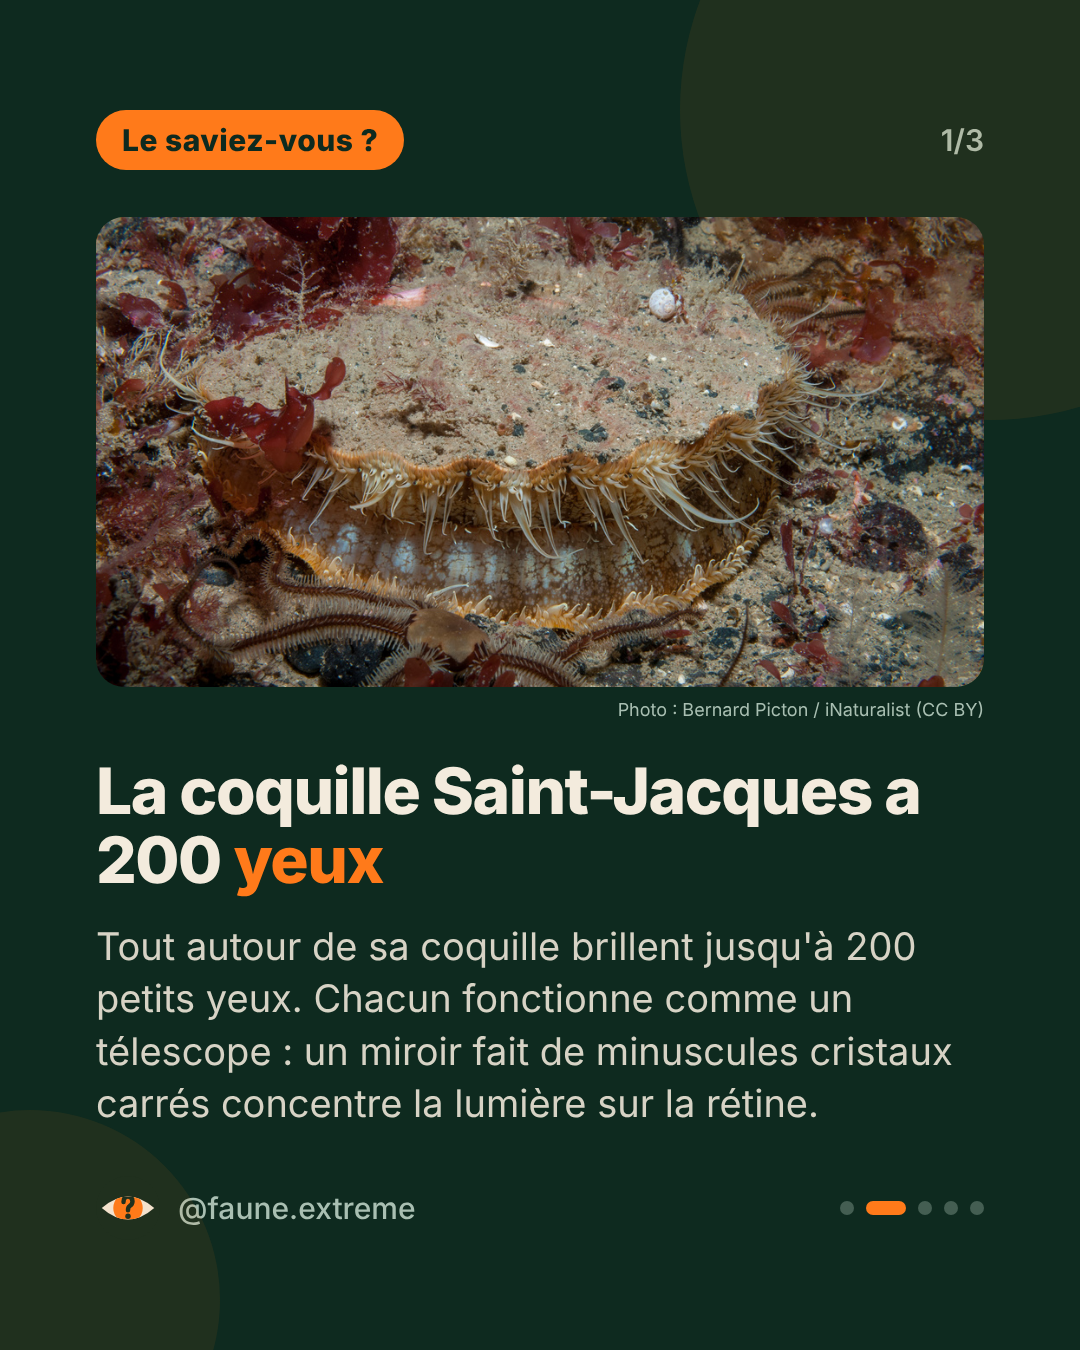 Le saviez-vous ?
1/3
Photo : Bernard Picton / iNaturalist (CC BY)
La coquille Saint-Jacques a
200 yeux
Tout autour de sa coquille brillent jusqu'à 200
petits yeux. Chacun fonctionne comme un
télescope : un miroir fait de minuscules cristaux
carrés concentre la lumière sur la rétine.
?
@faune.extreme